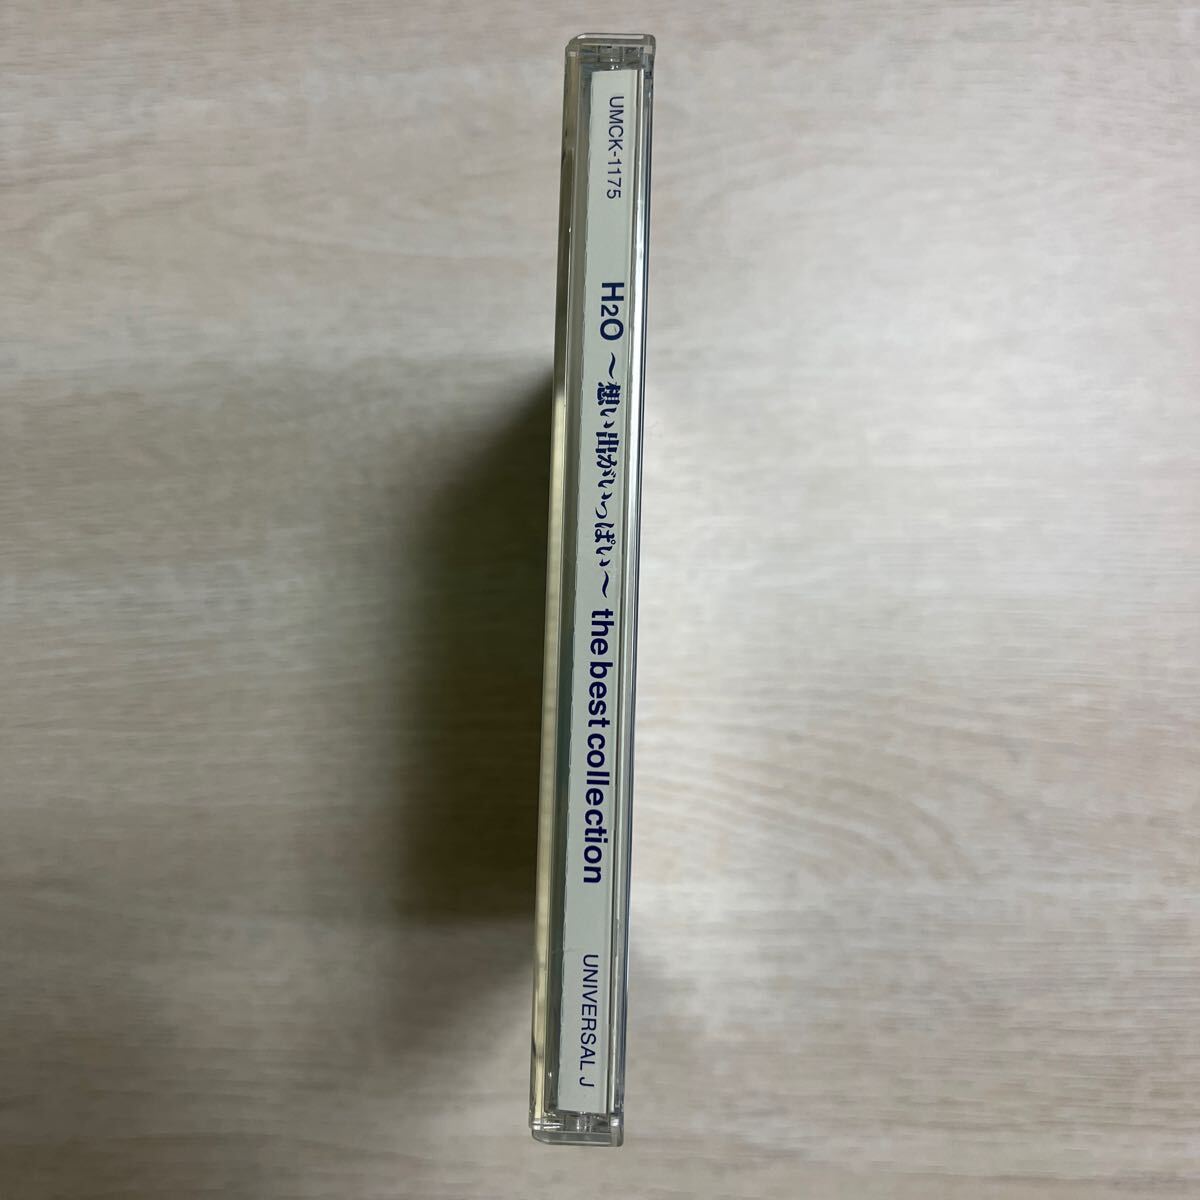 UMCK-1175
H2O 〜想い出がいっぱい〜 the best collection
UNIVERSAL J